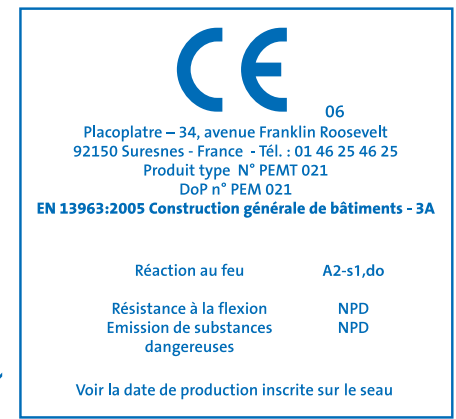 CE
06
Placoplatre – 34, avenue Franklin Roosevelt
92150 Suresnes - France - Tél. : 01 46 25 46 25
Produit type N° PEMT 021
DoP n° PEM 021
EN 13963:2005 Construction générale de bâtiments - 3A
Réaction au feu A2-s1,do
Résistance à la flexion NPD
Emission de substances NPD
dangereuses
Voir la date de production inscrite sur le seau